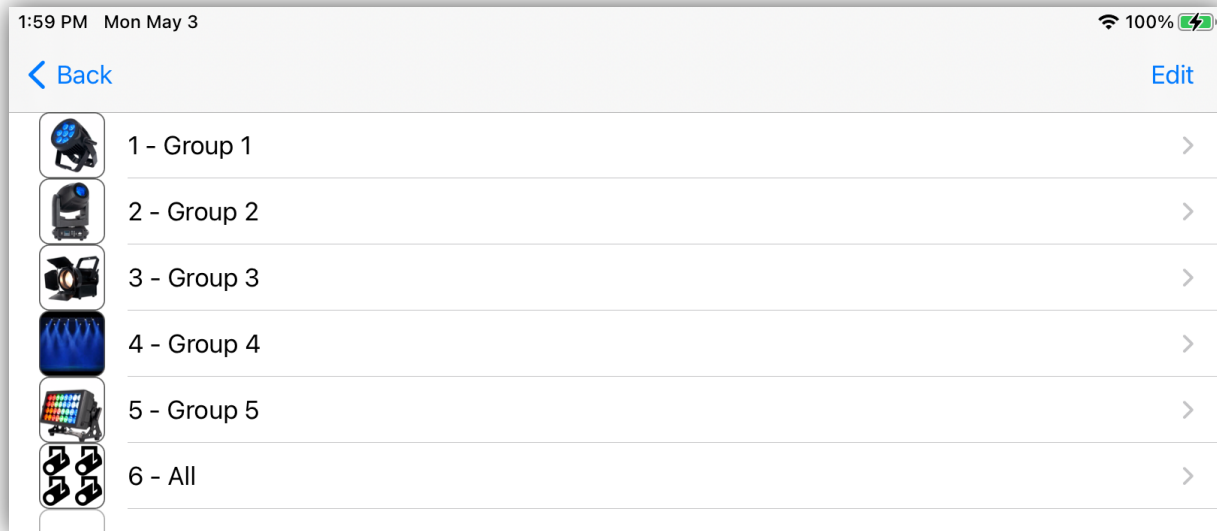 1:59 PM Mon May 3 100%
Back Edit
1 - Group 1
2 - Group 2
3 - Group 3
4 - Group 4
5 - Group 5
6 - All